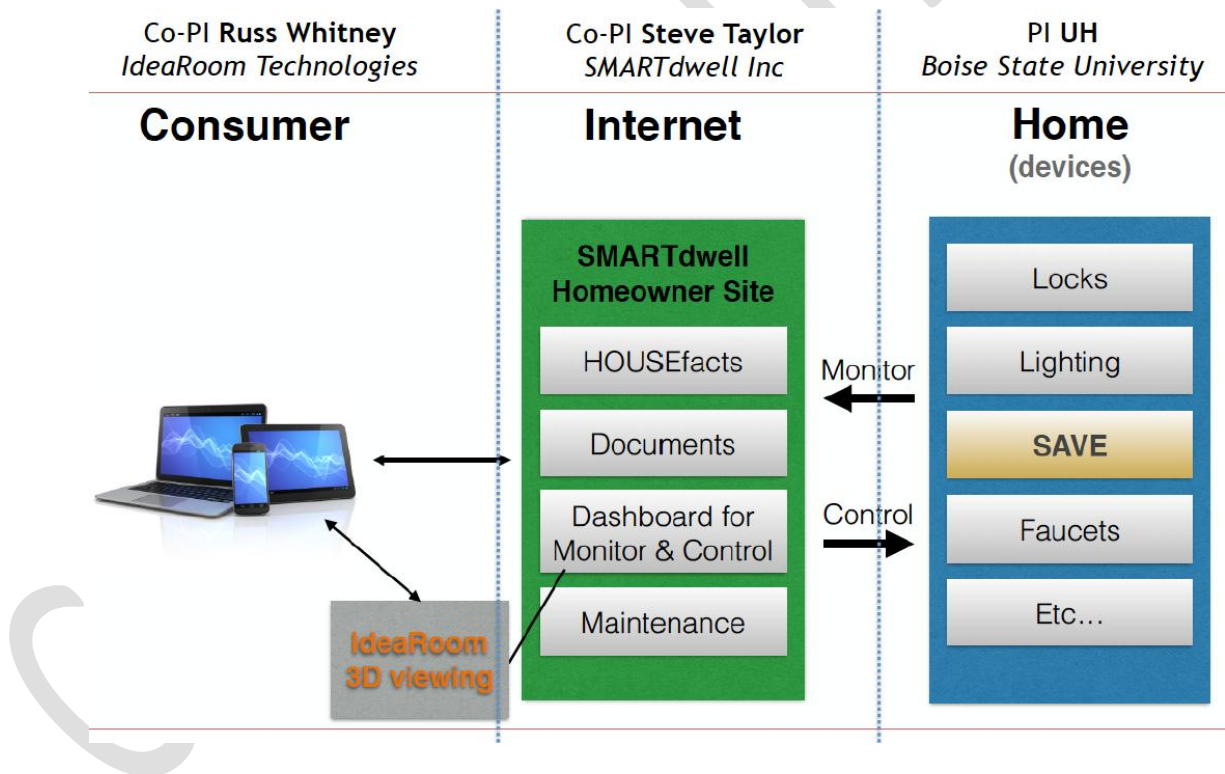 Co-PI Russ Whitney
IdeaRoom Technologies
Co-PI Steve Taylor
SMARTdwell Inc
PI UH
Boise State University
Consumer
Internet
Home
(devices)
SMARTdwell
Homeowner Site
HOUSEfacts
Documents
Dashboard for
Monitor & Control
Maintenance
Monitor
Control
Locks
Lighting
SAVE
Faucets
Etc...
IdeaRoom
3D viewing